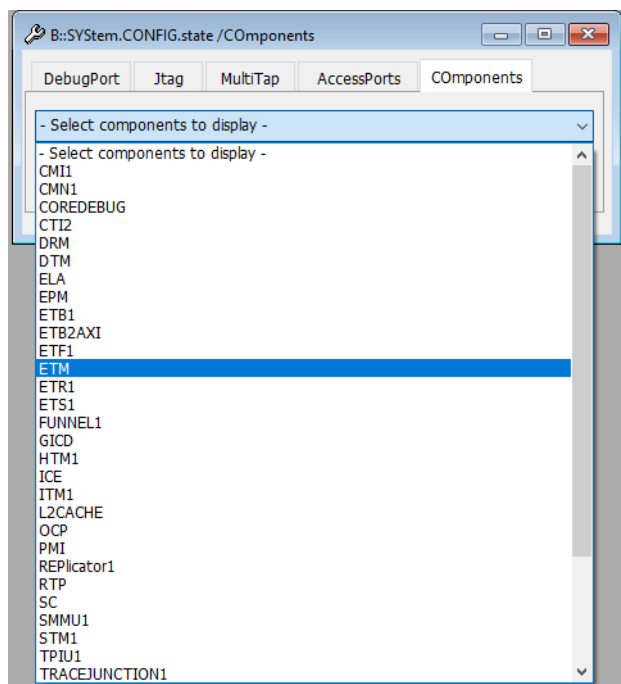 B::SYStem.CONFIG.state /COmponents
DebugPort Jtag MultiTap AccessPorts COmponents
- Select components to display -
- Select components to display -
CMI1
CMN1
COREDEBUG
CTI2
DRM
DTM
ELA
EPM
ETB1
ETB2AXI
ETF1
ETM
ETR1
ETS1
FUNNEL1
GICD
HTM1
ICE
ITM1
L2CACHE
OCP
PMI
REPlicator1
RTP
SC
SMMU1
STM1
TPIU1
TRACEJUNCTION1